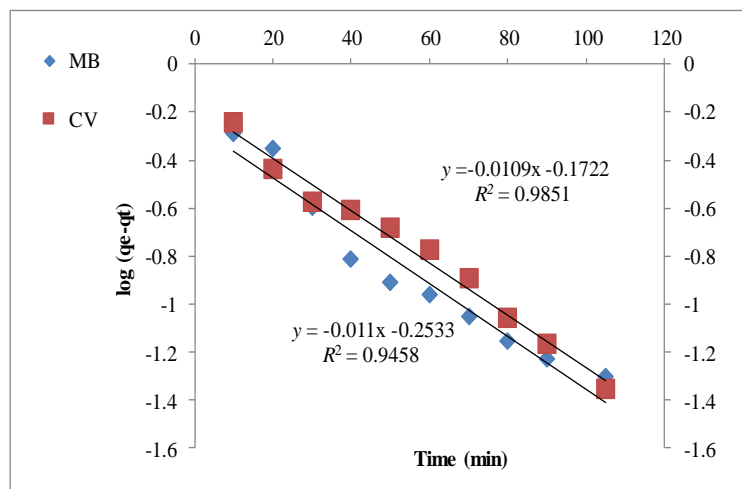 0 20 40 60 80 100 120
MB
CV
0
-0.2
-0.4
-0.6
-0.8
-1
-1.2
-1.4
-1.6
log (qe-qt)
y =-0.0109x -0.1722
R² = 0.9851
y = -0.011x -0.2533
R² = 0.9458
0
-0.2
-0.4
-0.6
-0.8
-1
-1.2
-1.4
-1.6
Time (min)